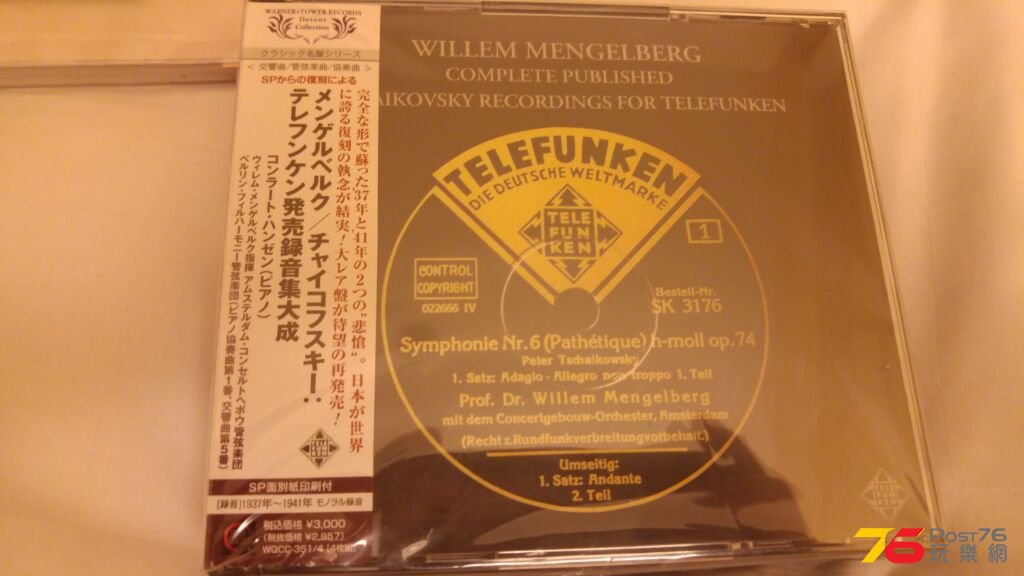 WARNER・TOWER RECORDS
Definite
Collection
クラシック名盤シリーズ
< 交響曲/管弦楽曲/協奏曲 >
SPからの復刻による
完全な形で蘇った37年と41年の2つの"悲愴"。日本が世界
に誇る復刻の執念が結実!大レア盤が待望の再発売!
メンゲルベルク/チャイコフスキー:
テレフンケン発売録音集大成
コンラート・ハンゼン(ピアノ)
ウィレム・メンゲルベルク指揮 アムステルダム・コンセルトヘボウ管弦楽団
ベルリン・フィルハーモニー管弦楽団(ピアノ協奏曲第1番、交響曲第5番)
SP面別紙印刷付
[録音]1937年~1941年 モノラル録音
税込価格 ¥3,000
(税抜価格 ¥2,857)
WQCC-351/4 [4枚組]
WILLEM MENGELBERG
COMPLETE PUBLISHED
AIKOVSKY RECORDINGS FOR TELEFUNKEN
TELEFUNKEN
DIE DEUTSCHE WELTMARKE
TELE
FUN
KEN
1
CONTROL
COPYRIGHT
022666 IV
Bestell-Nr.
SK 3176
Symphonie Nr. 6 (Pathétique) h-moll op. 74
Peter Tschaikowsky
1. Satz: Adagio - Allegro non troppo 1. Teil
Prof. Dr. Willem Mengelberg
mit dem Concertgebouw-Orchester, Amsterdam
(Recht z. Rundfunkverbreitung vorbehalt.)
Umseitig:
1. Satz: Andante
2. Teil
76
Post76
玩樂網